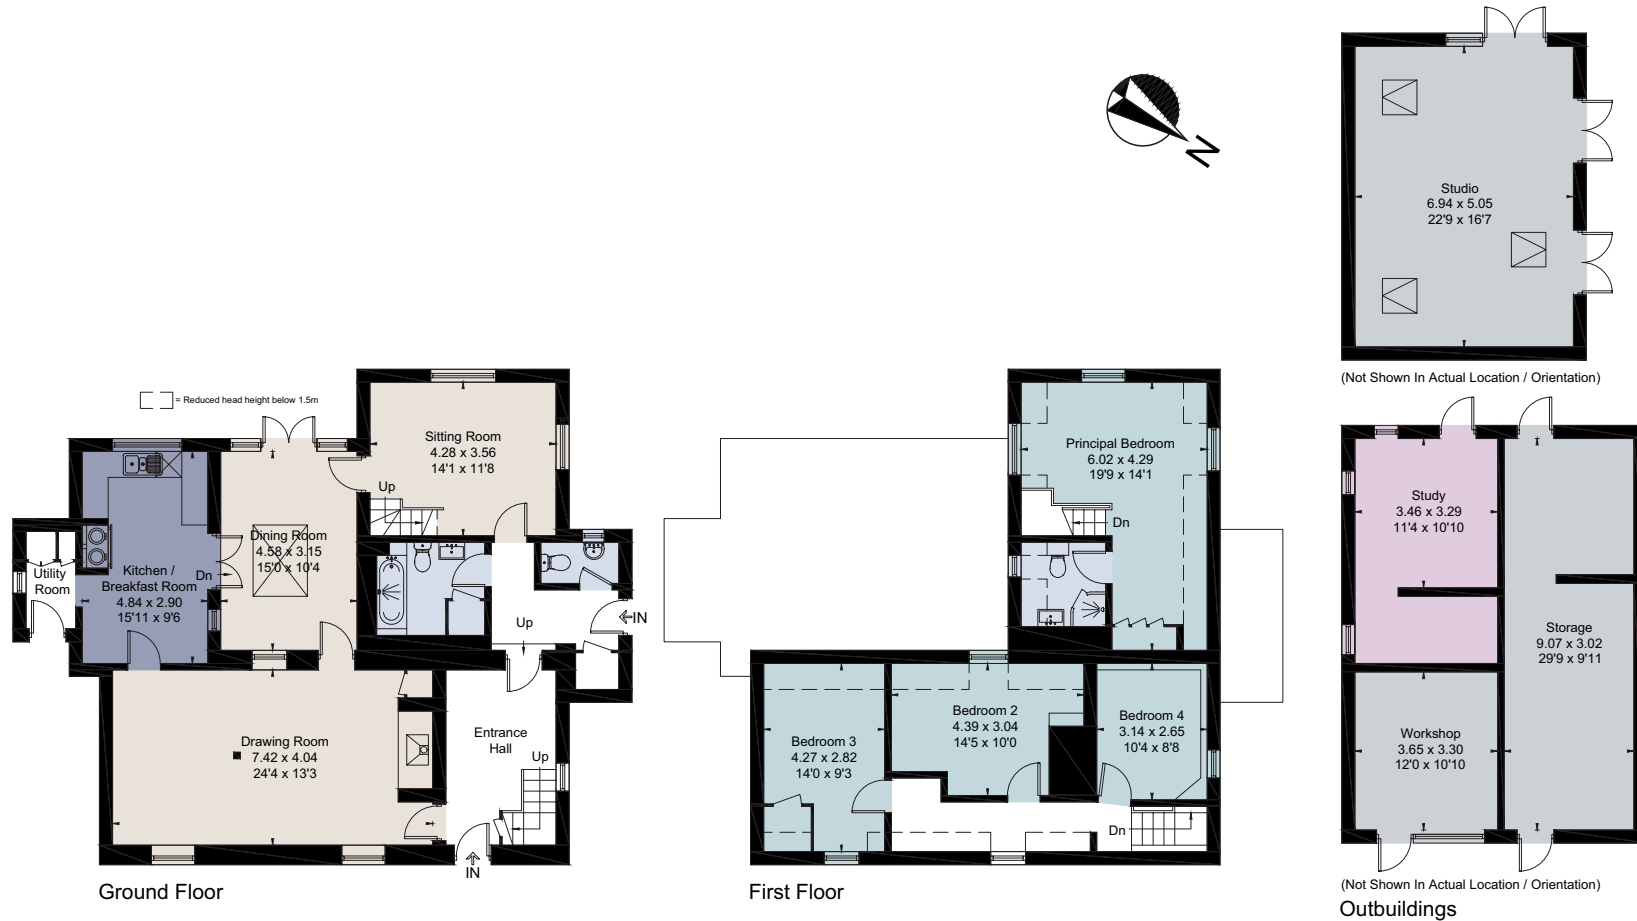 N
Studio
6.94 x 5.05
22'9 x 16'7
(Not Shown In Actual Location / Orientation)
= Reduced head height below 1.5m
Sitting Room
4.28 x 3.56
14'1 x 11'8
Up
Dining Room
4.58 x 3.15
15'0 x 10'4
Dn
Kitchen /
Breakfast Room
4.84 x 2.90
15'11 x 9'6
Utility
Room
Up
IN
Drawing Room
7.42 x 4.04
24'4 x 13'3
Entrance
Hall
Up
IN
Ground Floor
Principal Bedroom
6.02 x 4.29
19'9 x 14'1
Dn
Bedroom 2
4.39 x 3.04
14'5 x 10'0
Bedroom 3
4.27 x 2.82
14'0 x 9'3
Bedroom 4
3.14 x 2.65
10'4 x 8'8
Dn
First Floor
Study
3.46 x 3.29
11'4 x 10'10
Storage
9.07 x 3.02
29'9 x 9'11
Workshop
3.65 x 3.30
12'0 x 10'10
(Not Shown In Actual Location / Orientation)
Outbuildings